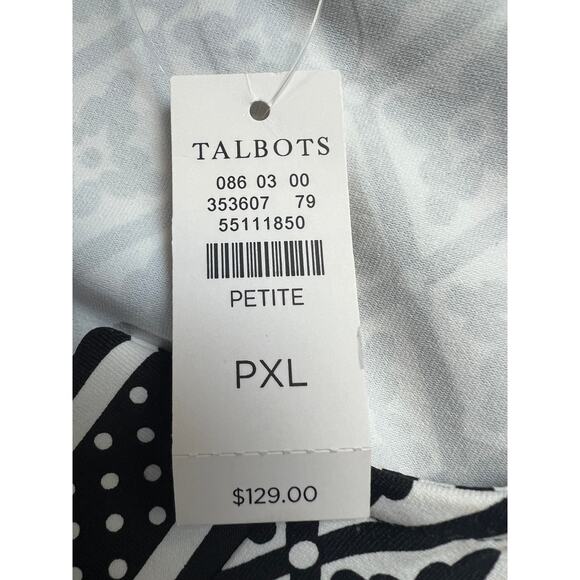 TALBOTS
086 03 00
353607 79
55111850
PETITE
PXL
$129.00